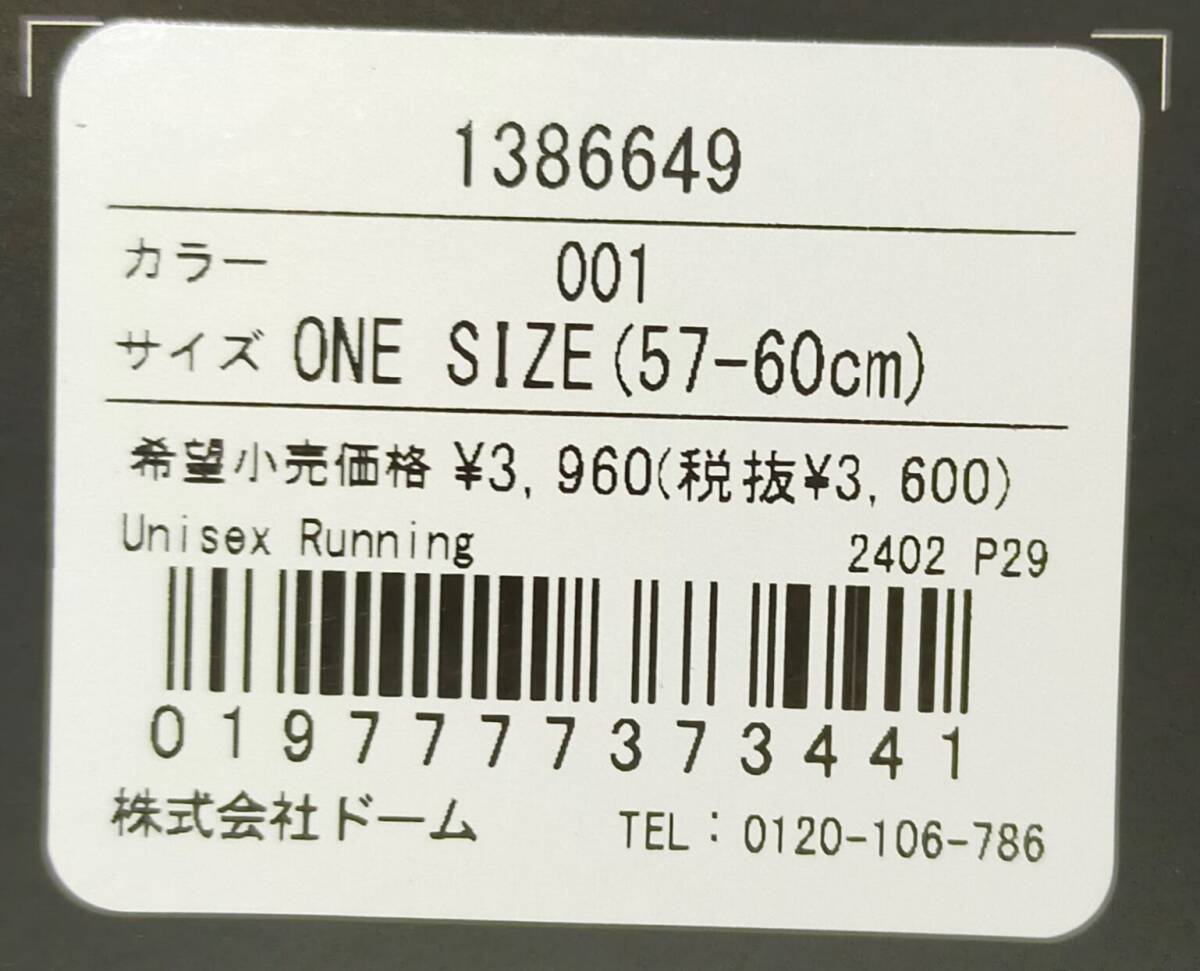 1386649
カラー 001
サイズ ONE SIZE(57-60cm)
希望小売価格 ¥3,960(税抜¥3,600)
Unisex Running 2402 P29
0197777373441
株式会社ドーム TEL:0120-106-786